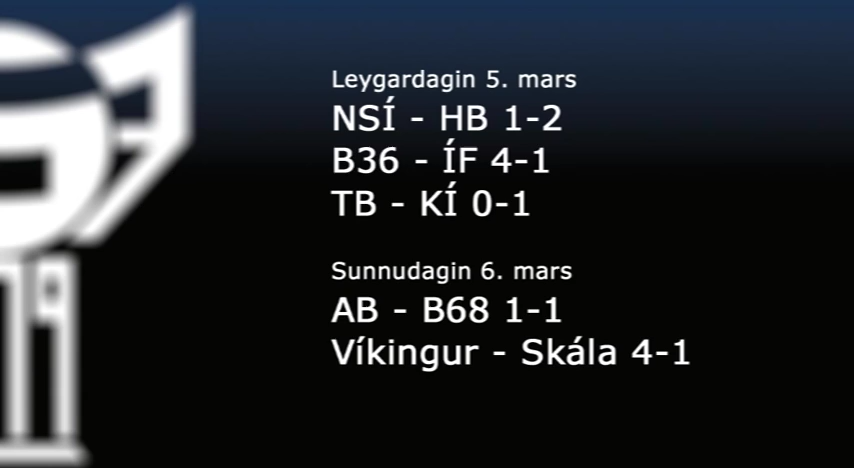 Leygardagin 5. mars
NSÍ - HB 1-2
B36 - ÍF 4-1
TB - KÍ 0-1
Sunnudagin 6. mars
AB - B68 1-1
Víkingur - Skála 4-1